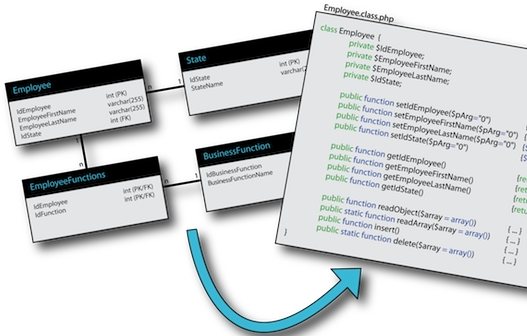 Employee
IdEmployee int (PK)
EmployeeFirstName varchar(255)
EmployeeLastName varchar(255)
IdState int (FK)
State
IdState int (PK)
StateName
n
1
1
n
n
1
EmployeeFunctions
IdEmployee int (PK/FK)
IdFunction int (PK/FK)
BusinessFunction
IdBusinessFunction
BusinessFunctionName
Employee.class.php
class Employee {
private $idEmployee;
private $EmployeeFirstName;
private $EmployeeLastName;
private $IdState;
public function setIdEmployee($pArg="0")
public function setEmployeeFirstName($pArg="0") {
public function setEmployeeLastName($pArg="0") {$
public function setIdState($pArg="0") {$
public function getIdEmployee() {ret
public function getEmployeeFirstName() {ret
public function getEmployeeLastName() {ret
public function getIdState() {retu
public function readObject($array = array()) { ... }
public static function readArray($array = array()) { ... }
public function insert() { ... }
public static function delete($array = array()) { ... }
}